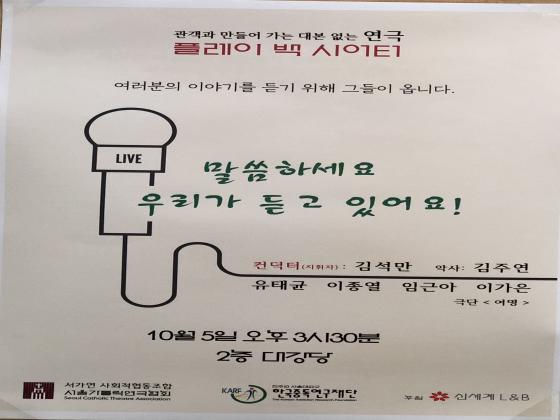 관객과 만들어 가는 대본 없는 연극
플레이 백 시어터
여러분의 이야기를 듣기 위해 그들이 옵니다.
LIVE
말씀하세요
우리가 듣고 있어요!
컨덕터(지휘자) : 김석만 악사 : 김주연
유태균 이종열 임근아 이가은
극단 < 여명 >
10월 5일 오후 3시30분
2층 대강당
서가연 사회적협동조합
서울가톨릭연극협회
Seoul Catholic Theatre Association
KARF
한국중독연구재단
The Korean Addiction Research Foundation
후원 신세계 L&B